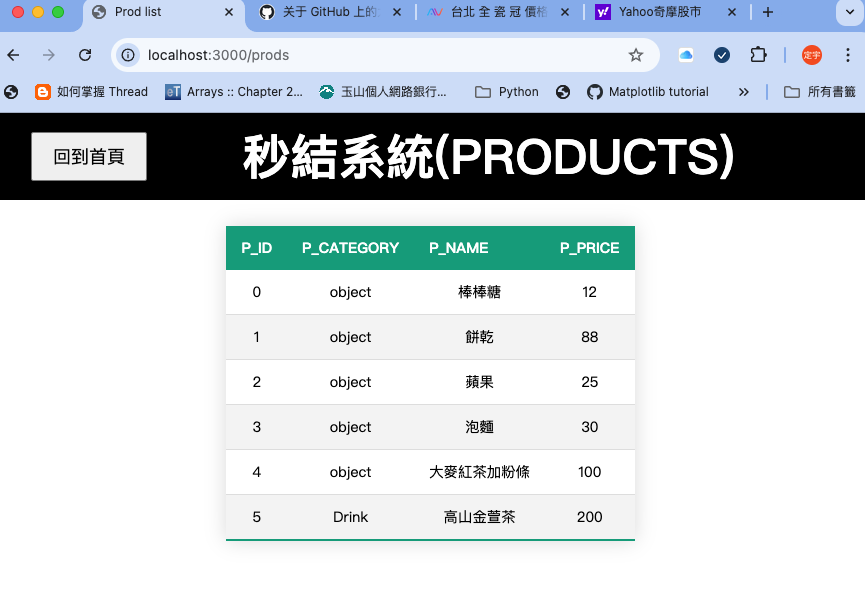 Prod list
关于 GitHub 上的
台北 全 瓷 冠 價格
Yahoo奇摩股市
localhost:3000/prods
定宇
如何掌握 Thread
Arrays :: Chapter 2...
玉山個人網路銀行...
Python
Matplotlib tutorial
所有書籤
回到首頁
秒結系統(PRODUCTS)
P_ID P_CATEGORY P_NAME P_PRICE
0 object 棒棒糖 12
1 object 餅乾 88
2 object 蘋果 25
3 object 泡麵 30
4 object 大麥紅茶加粉條 100
5 Drink 高山金萱茶 200